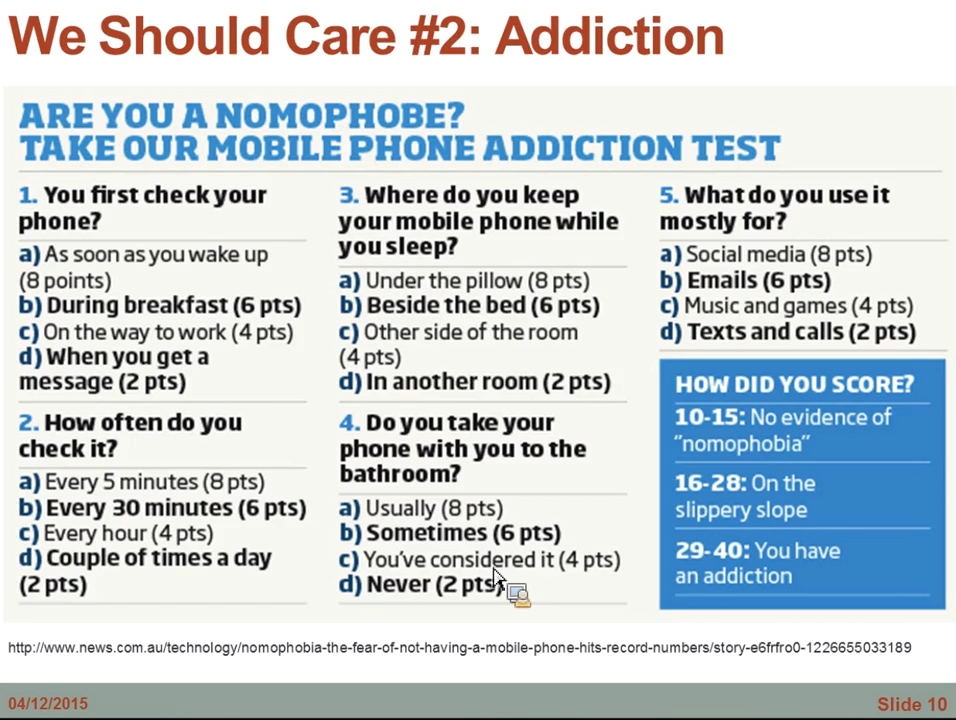 We Should Care #2: Addiction
ARE YOU A NOMOPHOBE?
TAKE OUR MOBILE PHONE ADDICTION TEST
1. You first check your
phone?
a) As soon as you wake up
(8 points)
b) During breakfast (6 pts)
c) On the way to work (4 pts)
d) When you get a
message (2 pts)
2. How often do you
check it?
a) Every 5 minutes (8 pts)
b) Every 30 minutes (6 pts)
c) Every hour (4 pts)
d) Couple of times a day
(2 pts)
3. Where do you keep
your mobile phone while
you sleep?
a) Under the pillow (8 pts)
b) Beside the bed (6 pts)
c) Other side of the room
(4 pts)
d) In another room (2 pts)
4. Do you take your
phone with you to the
bathroom?
a) Usually (8 pts)
b) Sometimes (6 pts)
c) You've considered it (4 pts)
d) Never (2 pts)
5. What do you use it
mostly for?
a) Social media (8 pts)
b) Emails (6 pts)
c) Music and games (4 pts)
d) Texts and calls (2 pts)
HOW DID YOU SCORE?
10-15: No evidence of
"nomophobia"
16-28: On the
slippery slope
29-40: You have
an addiction
http://www.news.com.au/technology/nomophobia-the-fear-of-not-having-a-mobile-phone-hits-record-numbers/story-e6frfro0-1226655033189
04/12/2015
Slide 10